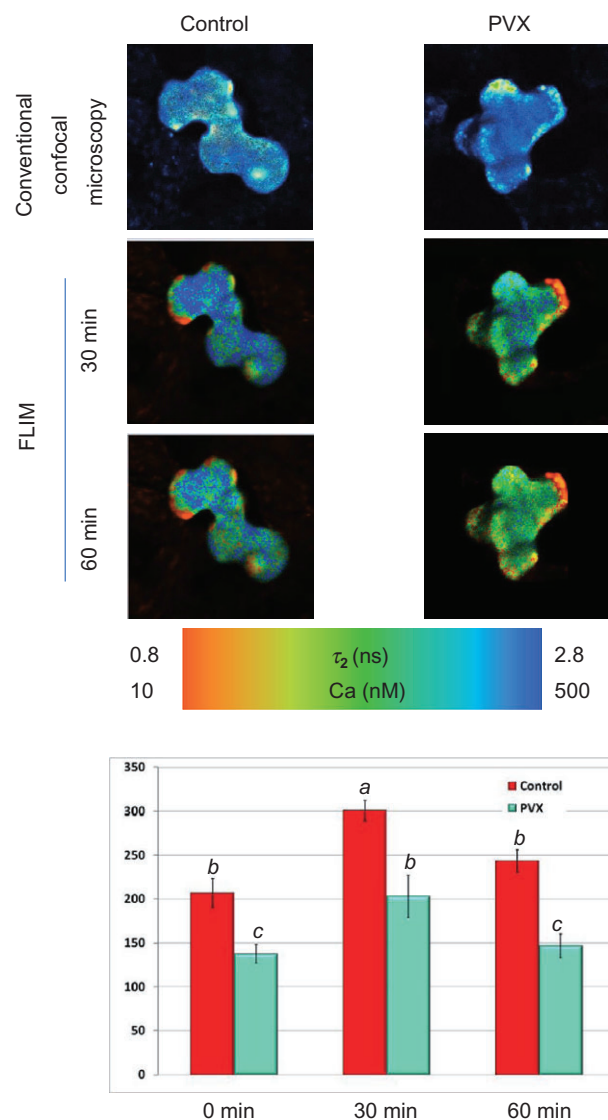 Control PVX
Conventional
confocal
microscopy
FLIM
30 min
60 min
0.8 τ₂ (ns) 2.8
10 Ca (nM) 500
350
300
250
200
150
100
50
0
Control
PVX
b
c
a
b
b
c
0 min 30 min 60 min